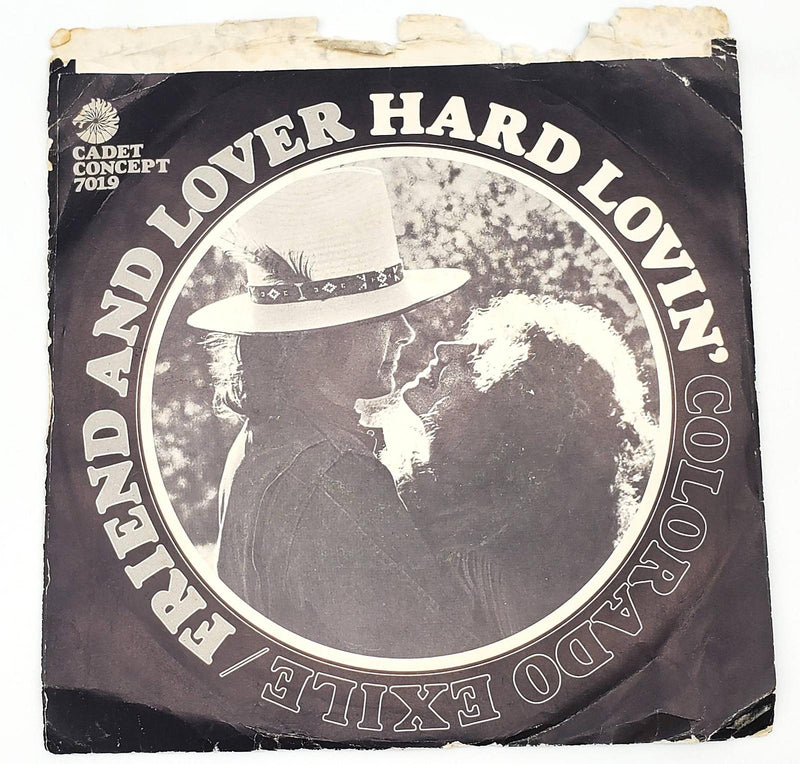 CADET
CONCEPT
7019
FRIEND AND LOVER HARD LOVIN' COLORADO EXILE /